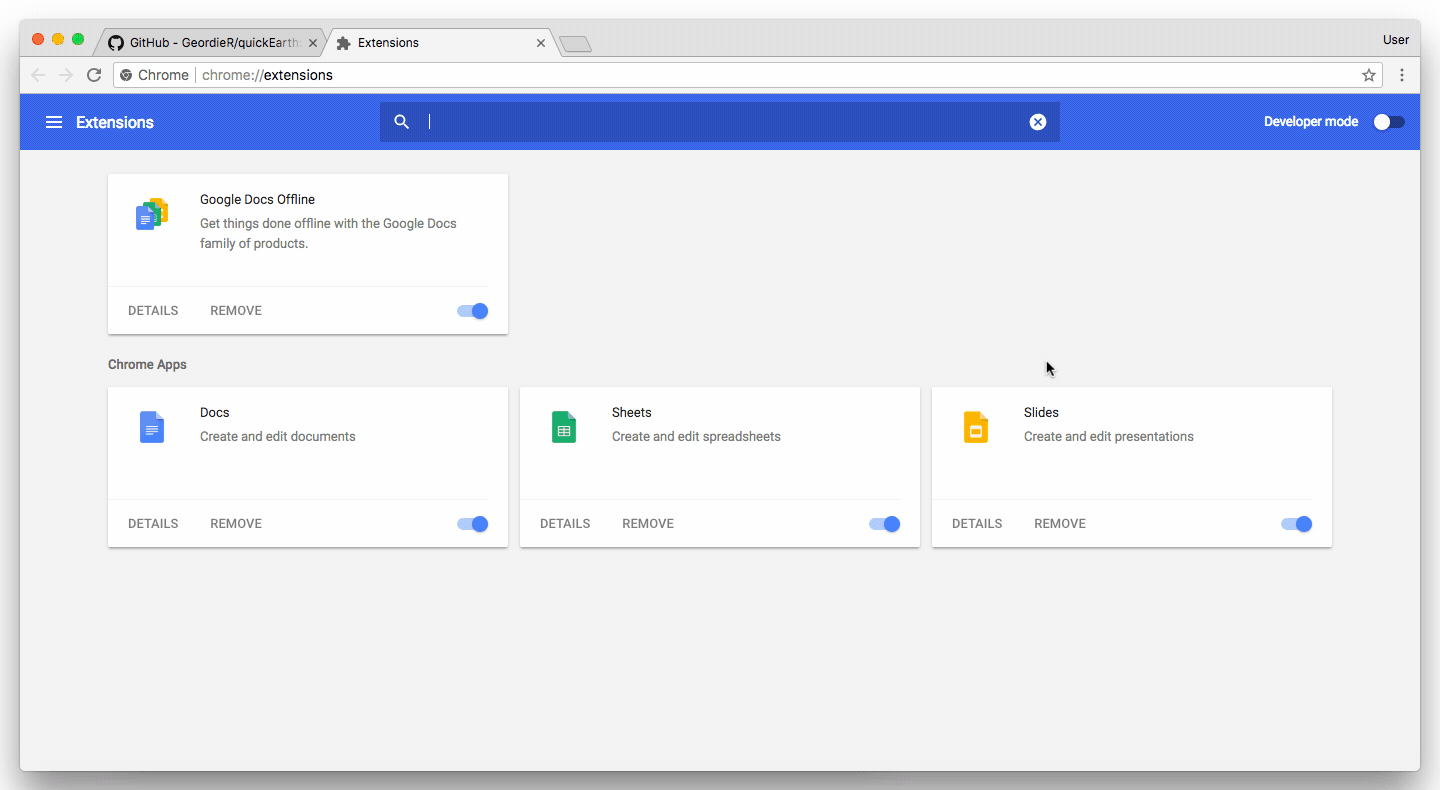 GitHub - GeordieR/quickEarth
Extensions
User
Chrome
chrome://extensions
Extensions
Developer mode
Google Docs Offline
Get things done offline with the Google Docs
family of products.
DETAILS
REMOVE
Chrome Apps
Docs
Create and edit documents
DETAILS
REMOVE
Sheets
Create and edit spreadsheets
DETAILS
REMOVE
Slides
Create and edit presentations
DETAILS
REMOVE